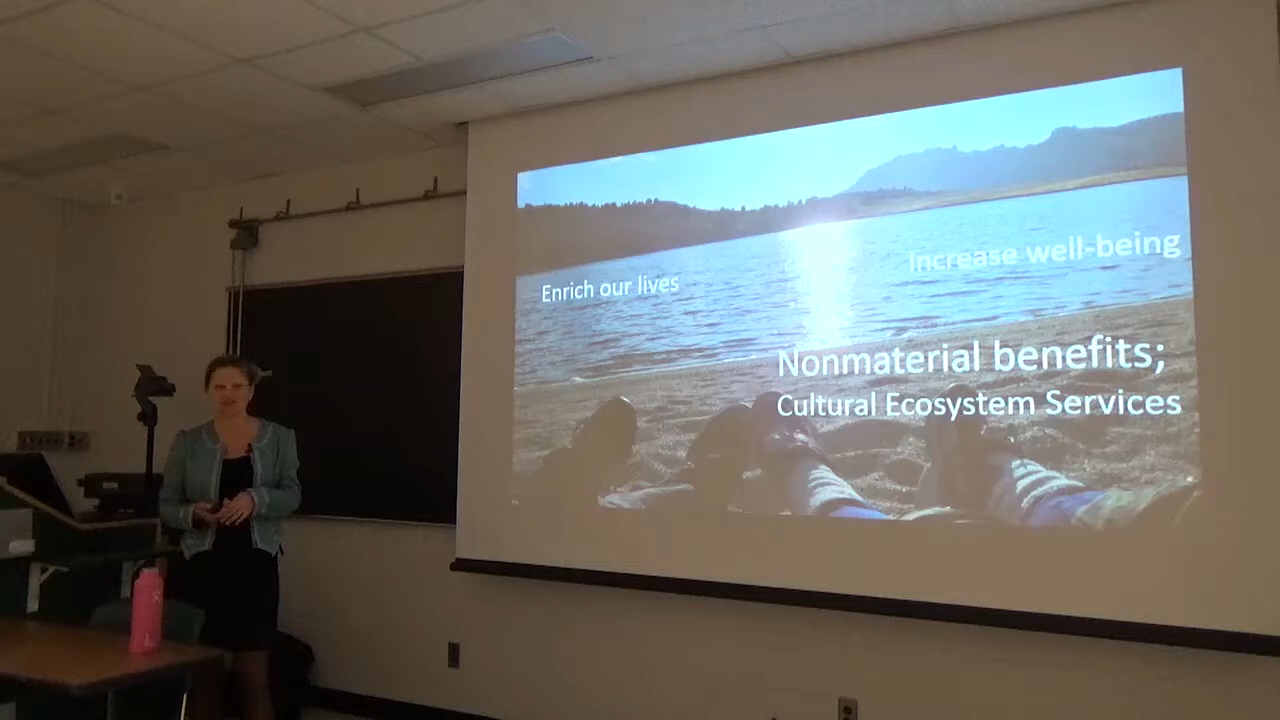 Increase well-being
Enrich our lives
Nonmaterial benefits;
Cultural Ecosystem Services